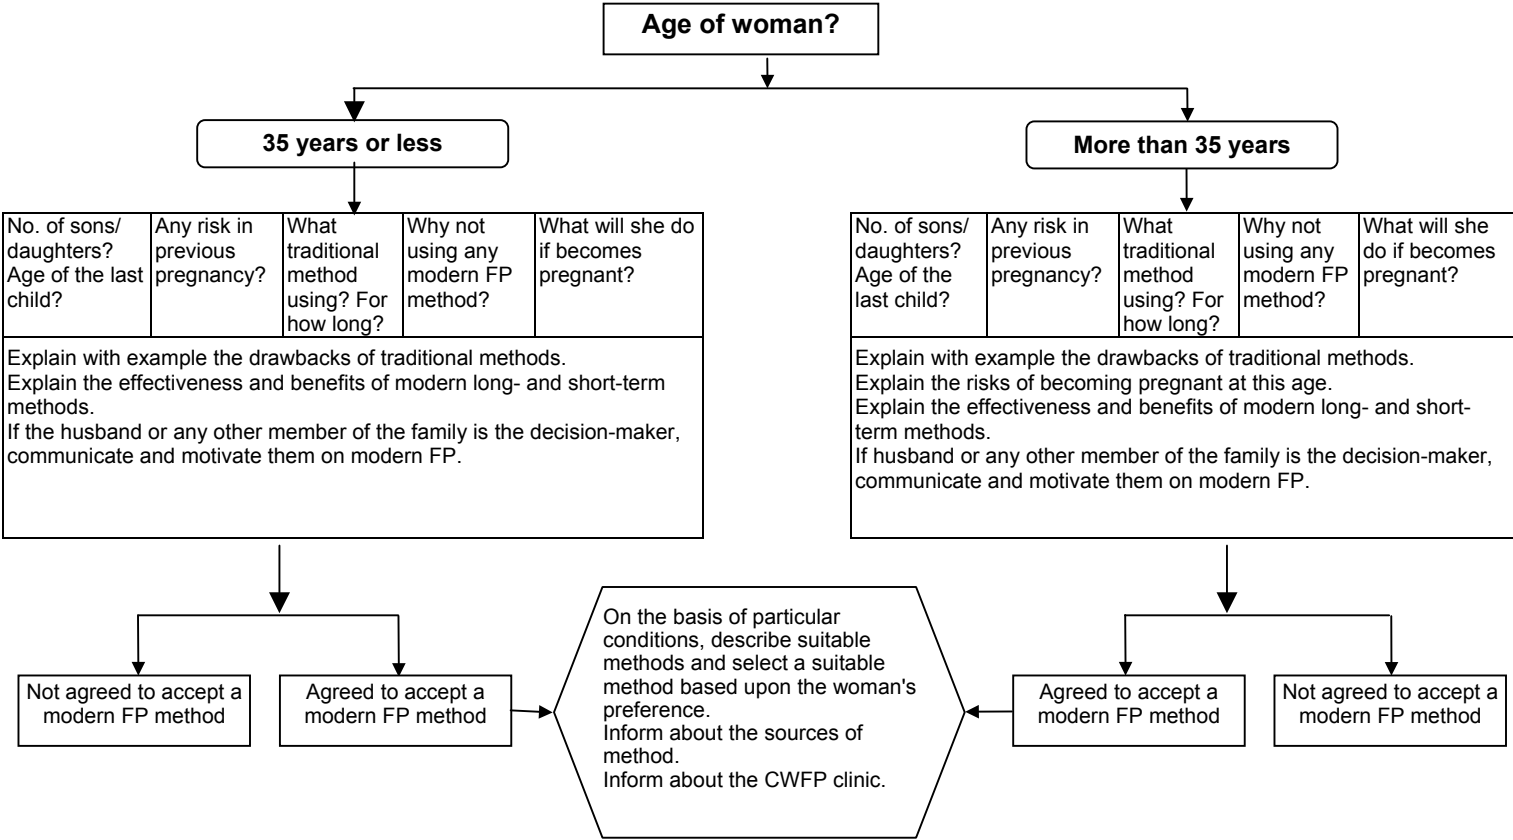 Age of woman?
35 years or less
More than 35 years
No. of sons/
daughters?
Age of the last
child?
Any risk in
previous
pregnancy?
What
traditional
method
using? For
how long?
Why not
using any
modern FP
method?
What will she do
if becomes
pregnant?
Explain with example the drawbacks of traditional methods.
Explain the effectiveness and benefits of modern long- and short-term
methods.
If the husband or any other member of the family is the decision-maker,
communicate and motivate them on modern FP.
No. of sons/
daughters?
Age of the
last child?
Any risk in
previous
pregnancy?
What
traditional
method
using? For
how long?
Why not
using any
modern FP
method?
What will she
do if becomes
pregnant?
Explain with example the drawbacks of traditional methods.
Explain the risks of becoming pregnant at this age.
Explain the effectiveness and benefits of modern long- and short-
term methods.
If husband or any other member of the family is the decision-maker,
communicate and motivate them on modern FP.
Not agreed to accept a
modern FP method
Agreed to accept a
modern FP method
On the basis of particular
conditions, describe suitable
methods and select a suitable
method based upon the woman's
preference.
Inform about the sources of
method.
Inform about the CWFP clinic.
Agreed to accept a
modern FP method
Not agreed to accept a
modern FP method